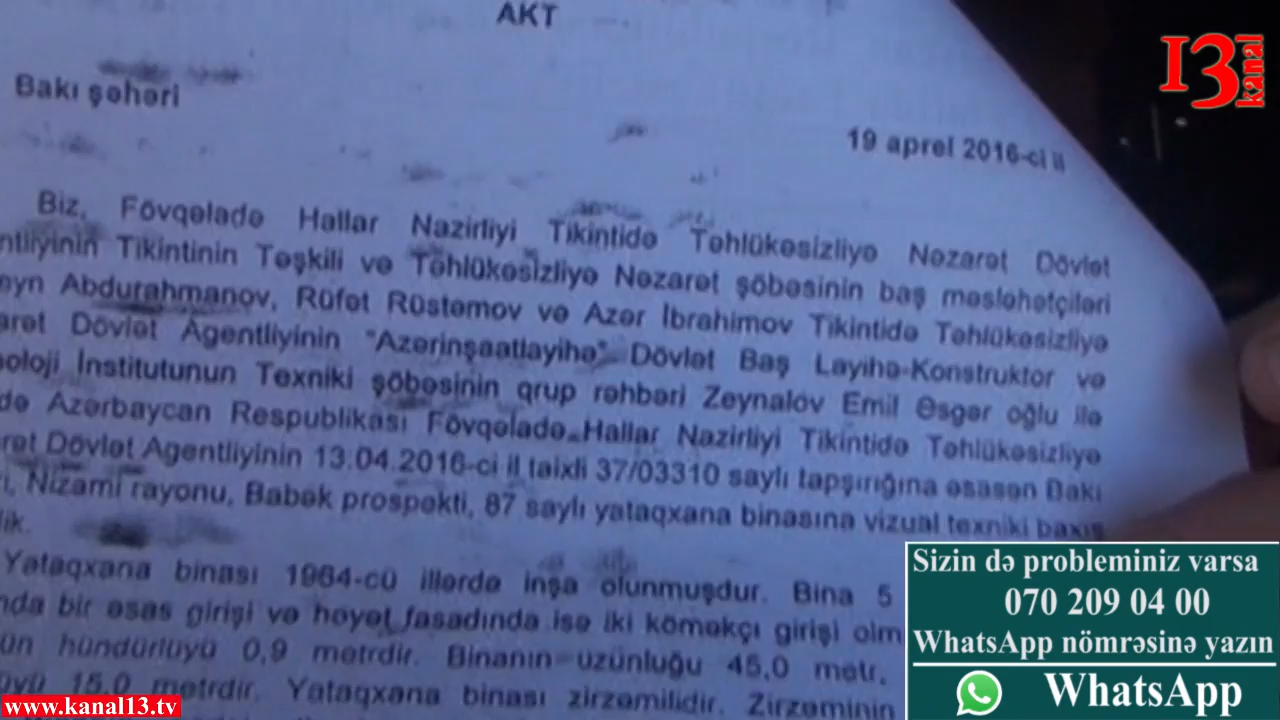 AKT
13 kanal
Bakı şəhəri
19 aprel 2016-cı il
Biz, Fövqəladə Hallar Nazirliyi Tikintidə Təhlükəsizliyə Nəzarət Dövlət
ntliyinin Tikintinin Təşkili və Təhlükəsizliyə Nəzarət şöbəsinin baş məsləhətçiləri
eyn Abdurahmanov, Rüfət Rüstəmov və Azər İbrahimov Tikintidə Təhlükəsizliyə
arət Dövlət Agentliyinin "Azərinşaatlayihə" Dövlət Baş Layihə-Konstruktor və
noloji İnstitutunun Texniki şöbəsinin qrup rəhbəri Zeynalov Emil Əsgər oğlu ilə
də Azərbaycan Respublikası Fövqəladə Hallar Nazirliyi Tikintidə Təhlükəsizliyə
rət Dövlət Agentliyinin 13.04.2016-cı il taixli 37/03310 saylı tapşırığına əsasən Bakı
i, Nizami rayonu, Babək prospekti, 87 saylı yataqxana binasına vizual texniki baxış
dik.
Yataqxana binası 1964-cü illərdə inşa olunmuşdur. Bina 5
nda bir əsas girişi və həyət fasadında isə iki köməkçi girişi olm
ün hündürlüyü 0,9 metrdir. Binanın uzunluğu 45,0 metr,
üyü 15,0 metrdir. Yataqxana binası zirzəmilidir. Zirzəminin
Sizin də probleminiz varsa
070 209 04 00
WhatsApp nömrəsinə yazın
WhatsApp
www.kanal13.tv